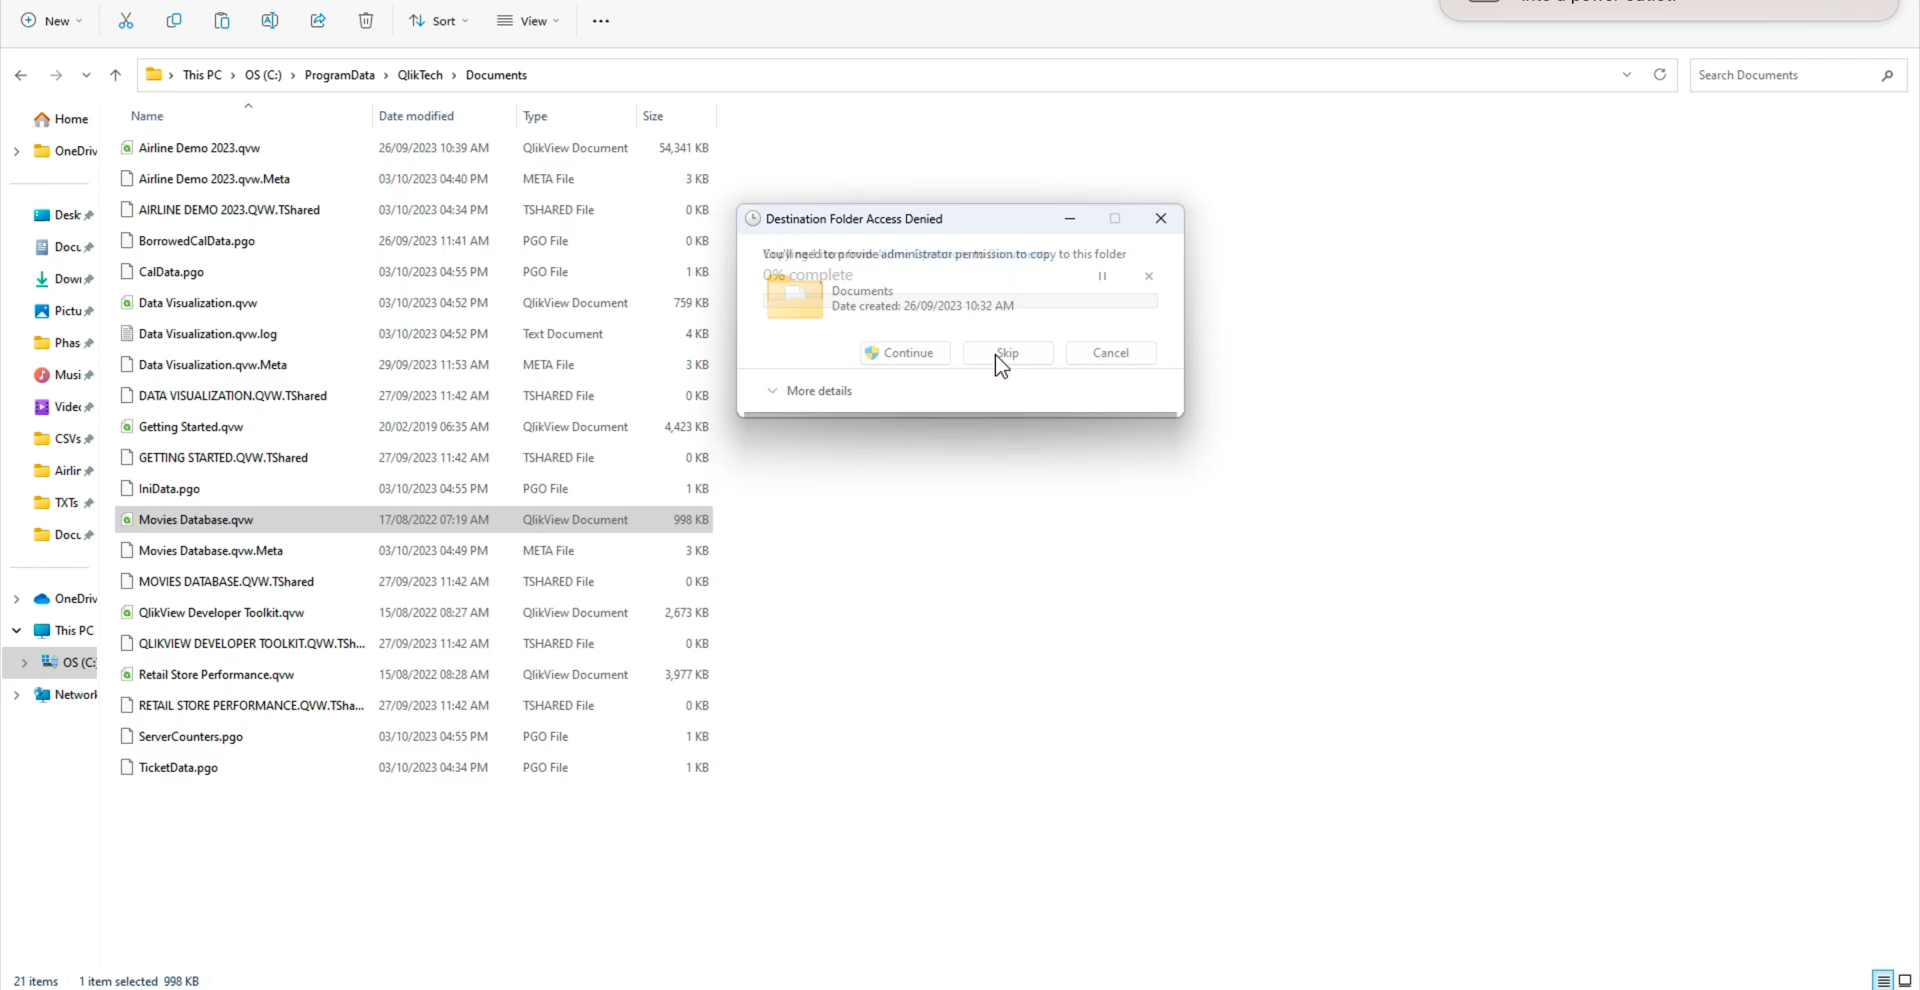 New
Sort
View
This PC > OS (C:) > ProgramData > QlikTech > Documents
Search Documents
Name Date modified Type Size
Home
OneDriv
Desk
Docu
Down
Pictu
Phas
Musi
Videc
CSVs
Airlir
TXTs
Docu
OneDriv
This PC
OS (C:
Network
Airline Demo 2023.qvw 26/09/2023 10:39 AM QlikView Document 54,341 KB
Airline Demo 2023.qvw.Meta 03/10/2023 04:40 PM META File 3 KB
AIRLINE DEMO 2023.QVW.TShared 03/10/2023 04:34 PM TSHARED File 0 KB
BorrowedCalData.pgo 26/09/2023 11:41 AM PGO File 0 KB
CalData.pgo 03/10/2023 04:55 PM PGO File 1 KB
Data Visualization.qvw 03/10/2023 04:52 PM QlikView Document 759 KB
Data Visualization.qvw.log 03/10/2023 04:52 PM Text Document 4 KB
Data Visualization.qvw.Meta 29/09/2023 11:53 AM META File 3 KB
DATA VISUALIZATION.QVW.TShared 27/09/2023 11:42 AM TSHARED File 0 KB
Getting Started.qvw 20/02/2019 06:35 AM QlikView Document 4,423 KB
GETTING STARTED.QVW.TShared 27/09/2023 11:42 AM TSHARED File 0 KB
IniData.pgo 03/10/2023 04:55 PM PGO File 1 KB
Movies Database.qvw 17/08/2022 07:19 AM QlikView Document 998 KB
Movies Database.qvw.Meta 03/10/2023 04:49 PM META File 3 KB
MOVIES DATABASE.QVW.TShared 27/09/2023 11:42 AM TSHARED File 0 KB
QlikView Developer Toolkit.qvw 15/08/2022 08:27 AM QlikView Document 2,673 KB
QLIKVIEW DEVELOPER TOOLKIT.QVW.TSh... 27/09/2023 11:42 AM TSHARED File 0 KB
Retail Store Performance.qvw 15/08/2022 08:28 AM QlikView Document 3,977 KB
RETAIL STORE PERFORMANCE.QVW.TSha... 27/09/2023 11:42 AM TSHARED File 0 KB
ServerCounters.pgo 03/10/2023 04:55 PM PGO File 1 KB
TicketData.pgo 03/10/2023 04:34 PM PGO File 1 KB
Destination Folder Access Denied
You'll need to provide administrator permission to copy to this folder
0% complete
Documents
Date created: 26/09/2023 10:32 AM
Continue Skip Cancel
More details
21 items 1 item selected 998 KB